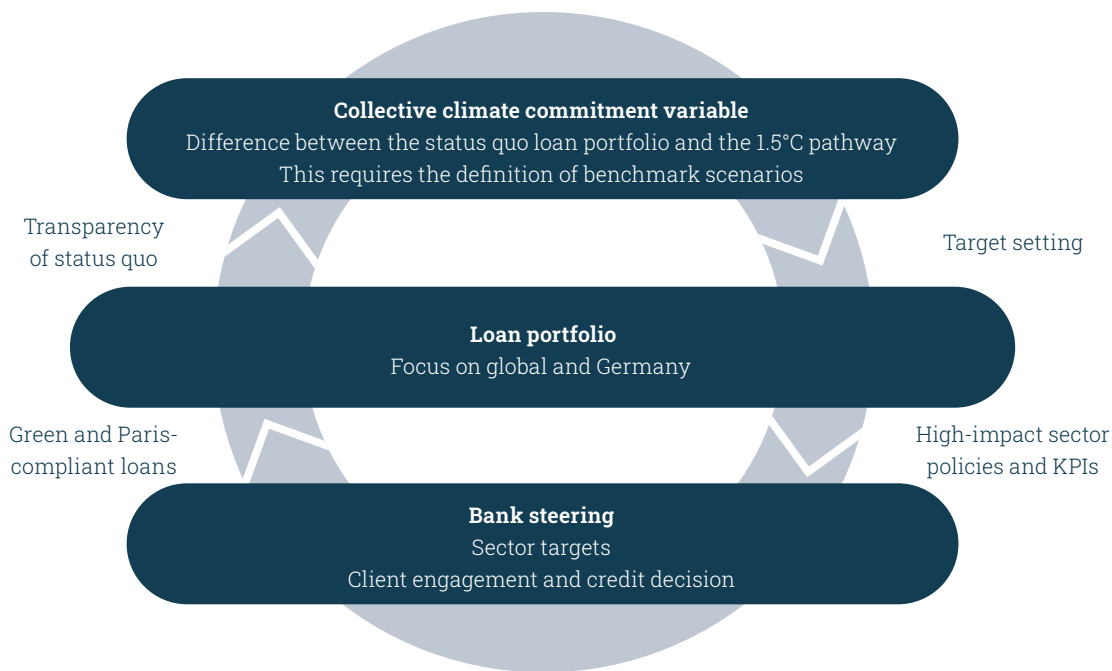 Collective climate commitment variable
Difference between the status quo loan portfolio and the 1.5°C pathway
This requires the definition of benchmark scenarios
Transparency
of status quo
Target setting
Loan portfolio
Focus on global and Germany
Green and Paris-
compliant loans
High-impact sector
policies and KPIs
Bank steering
Sector targets
Client engagement and credit decision